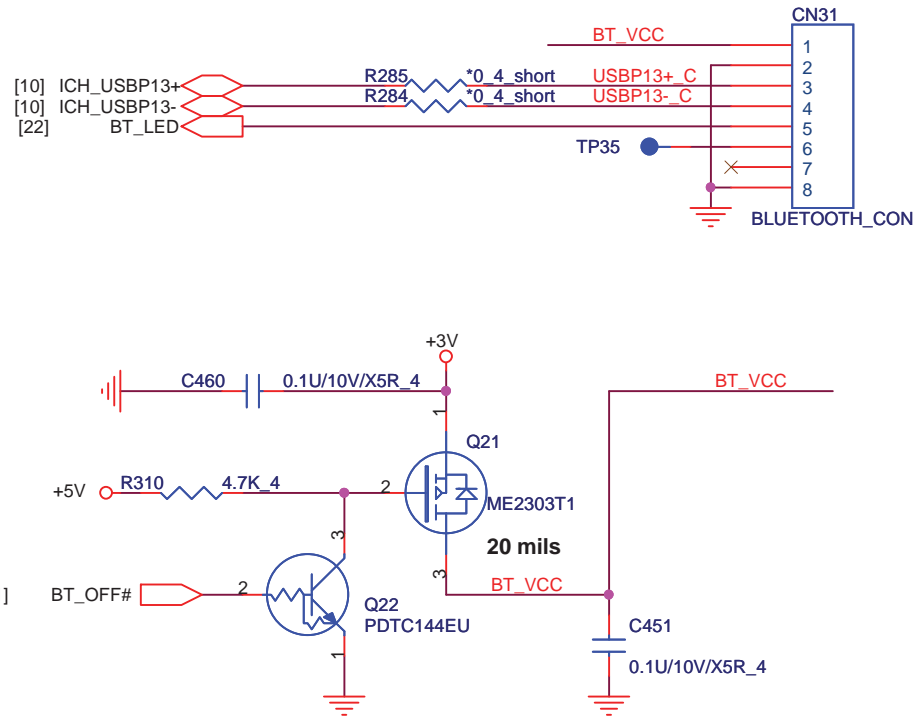 CN31
BT_VCC
1
2
[10] ICH_USBP13+ R285 *0_4_short USBP13+_C 3
[10] ICH_USBP13- R284 *0_4_short USBP13-_C 4
[22] BT_LED 5
TP35 6
7
8
BLUETOOTH_CON
+3V
C460 0.1U/10V/X5R_4 BT_VCC
1
Q21
+5V R310 4.7K_4 2
ME2303T1
3
20 mils
3 BT_VCC
] BT_OFF# 2
Q22
PDTC144EU
C451
1
0.1U/10V/X5R_4